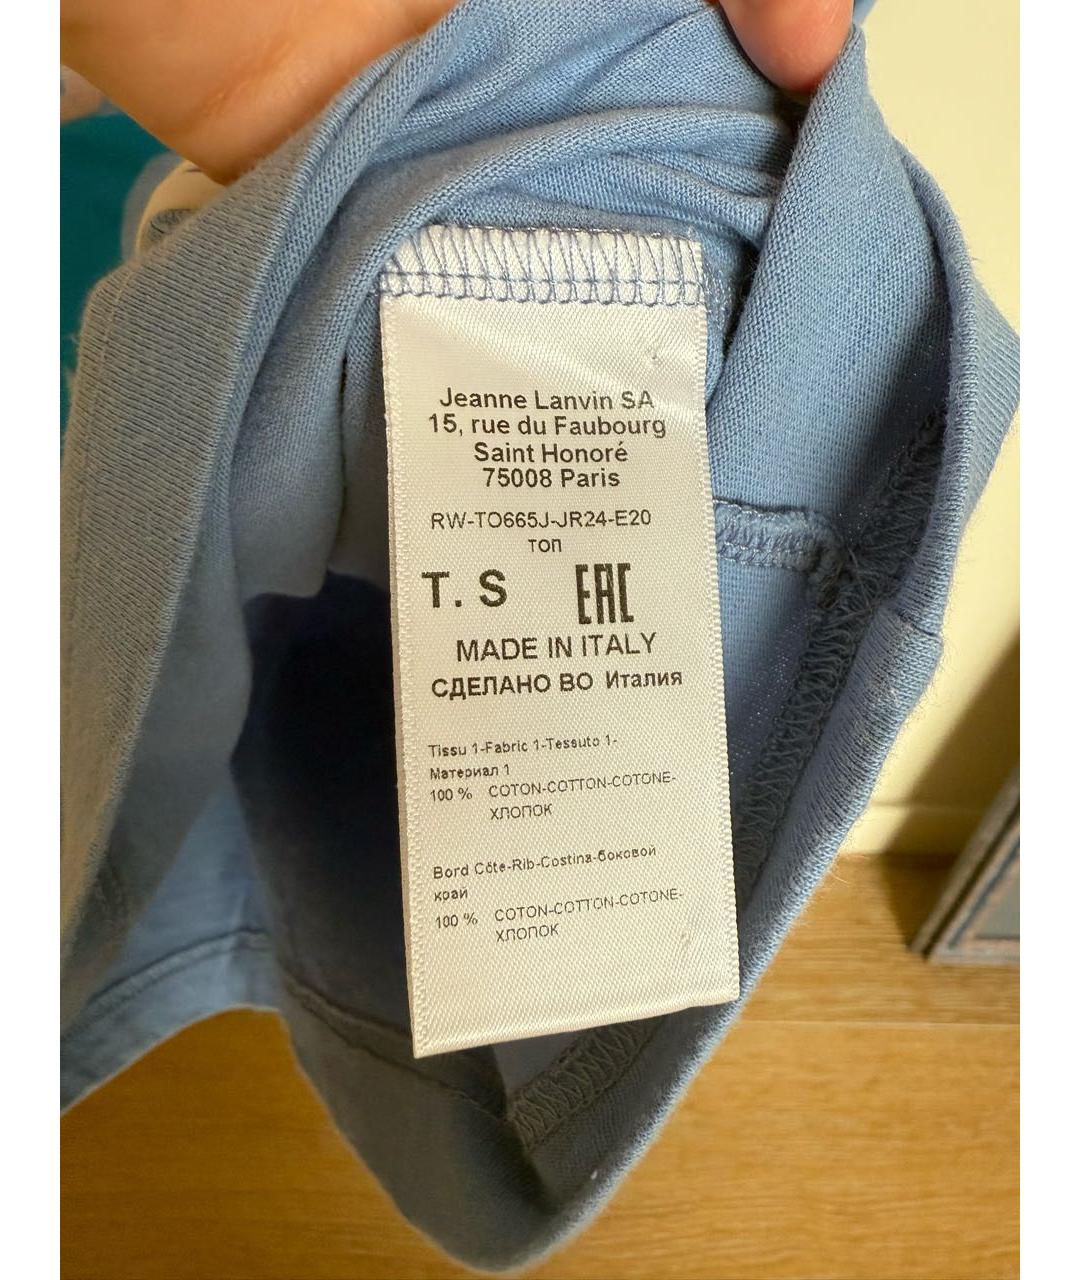 Jeanne Lanvin SA
15, rue du Faubourg
Saint Honoré
75008 Paris
RW-TO665J-JR24-E20
топ
T. S EAC
MADE IN ITALY
СДЕЛАНО ВО Италия
Tissu 1-Fabric 1-Tessuto 1-
Материал 1
100 % COTON-COTTON-COTONE-
ХЛОПОК
Bord Côte-Rib-Costina-боковой
край
100 % COTON-COTTON-COTONE-
ХЛОПОК